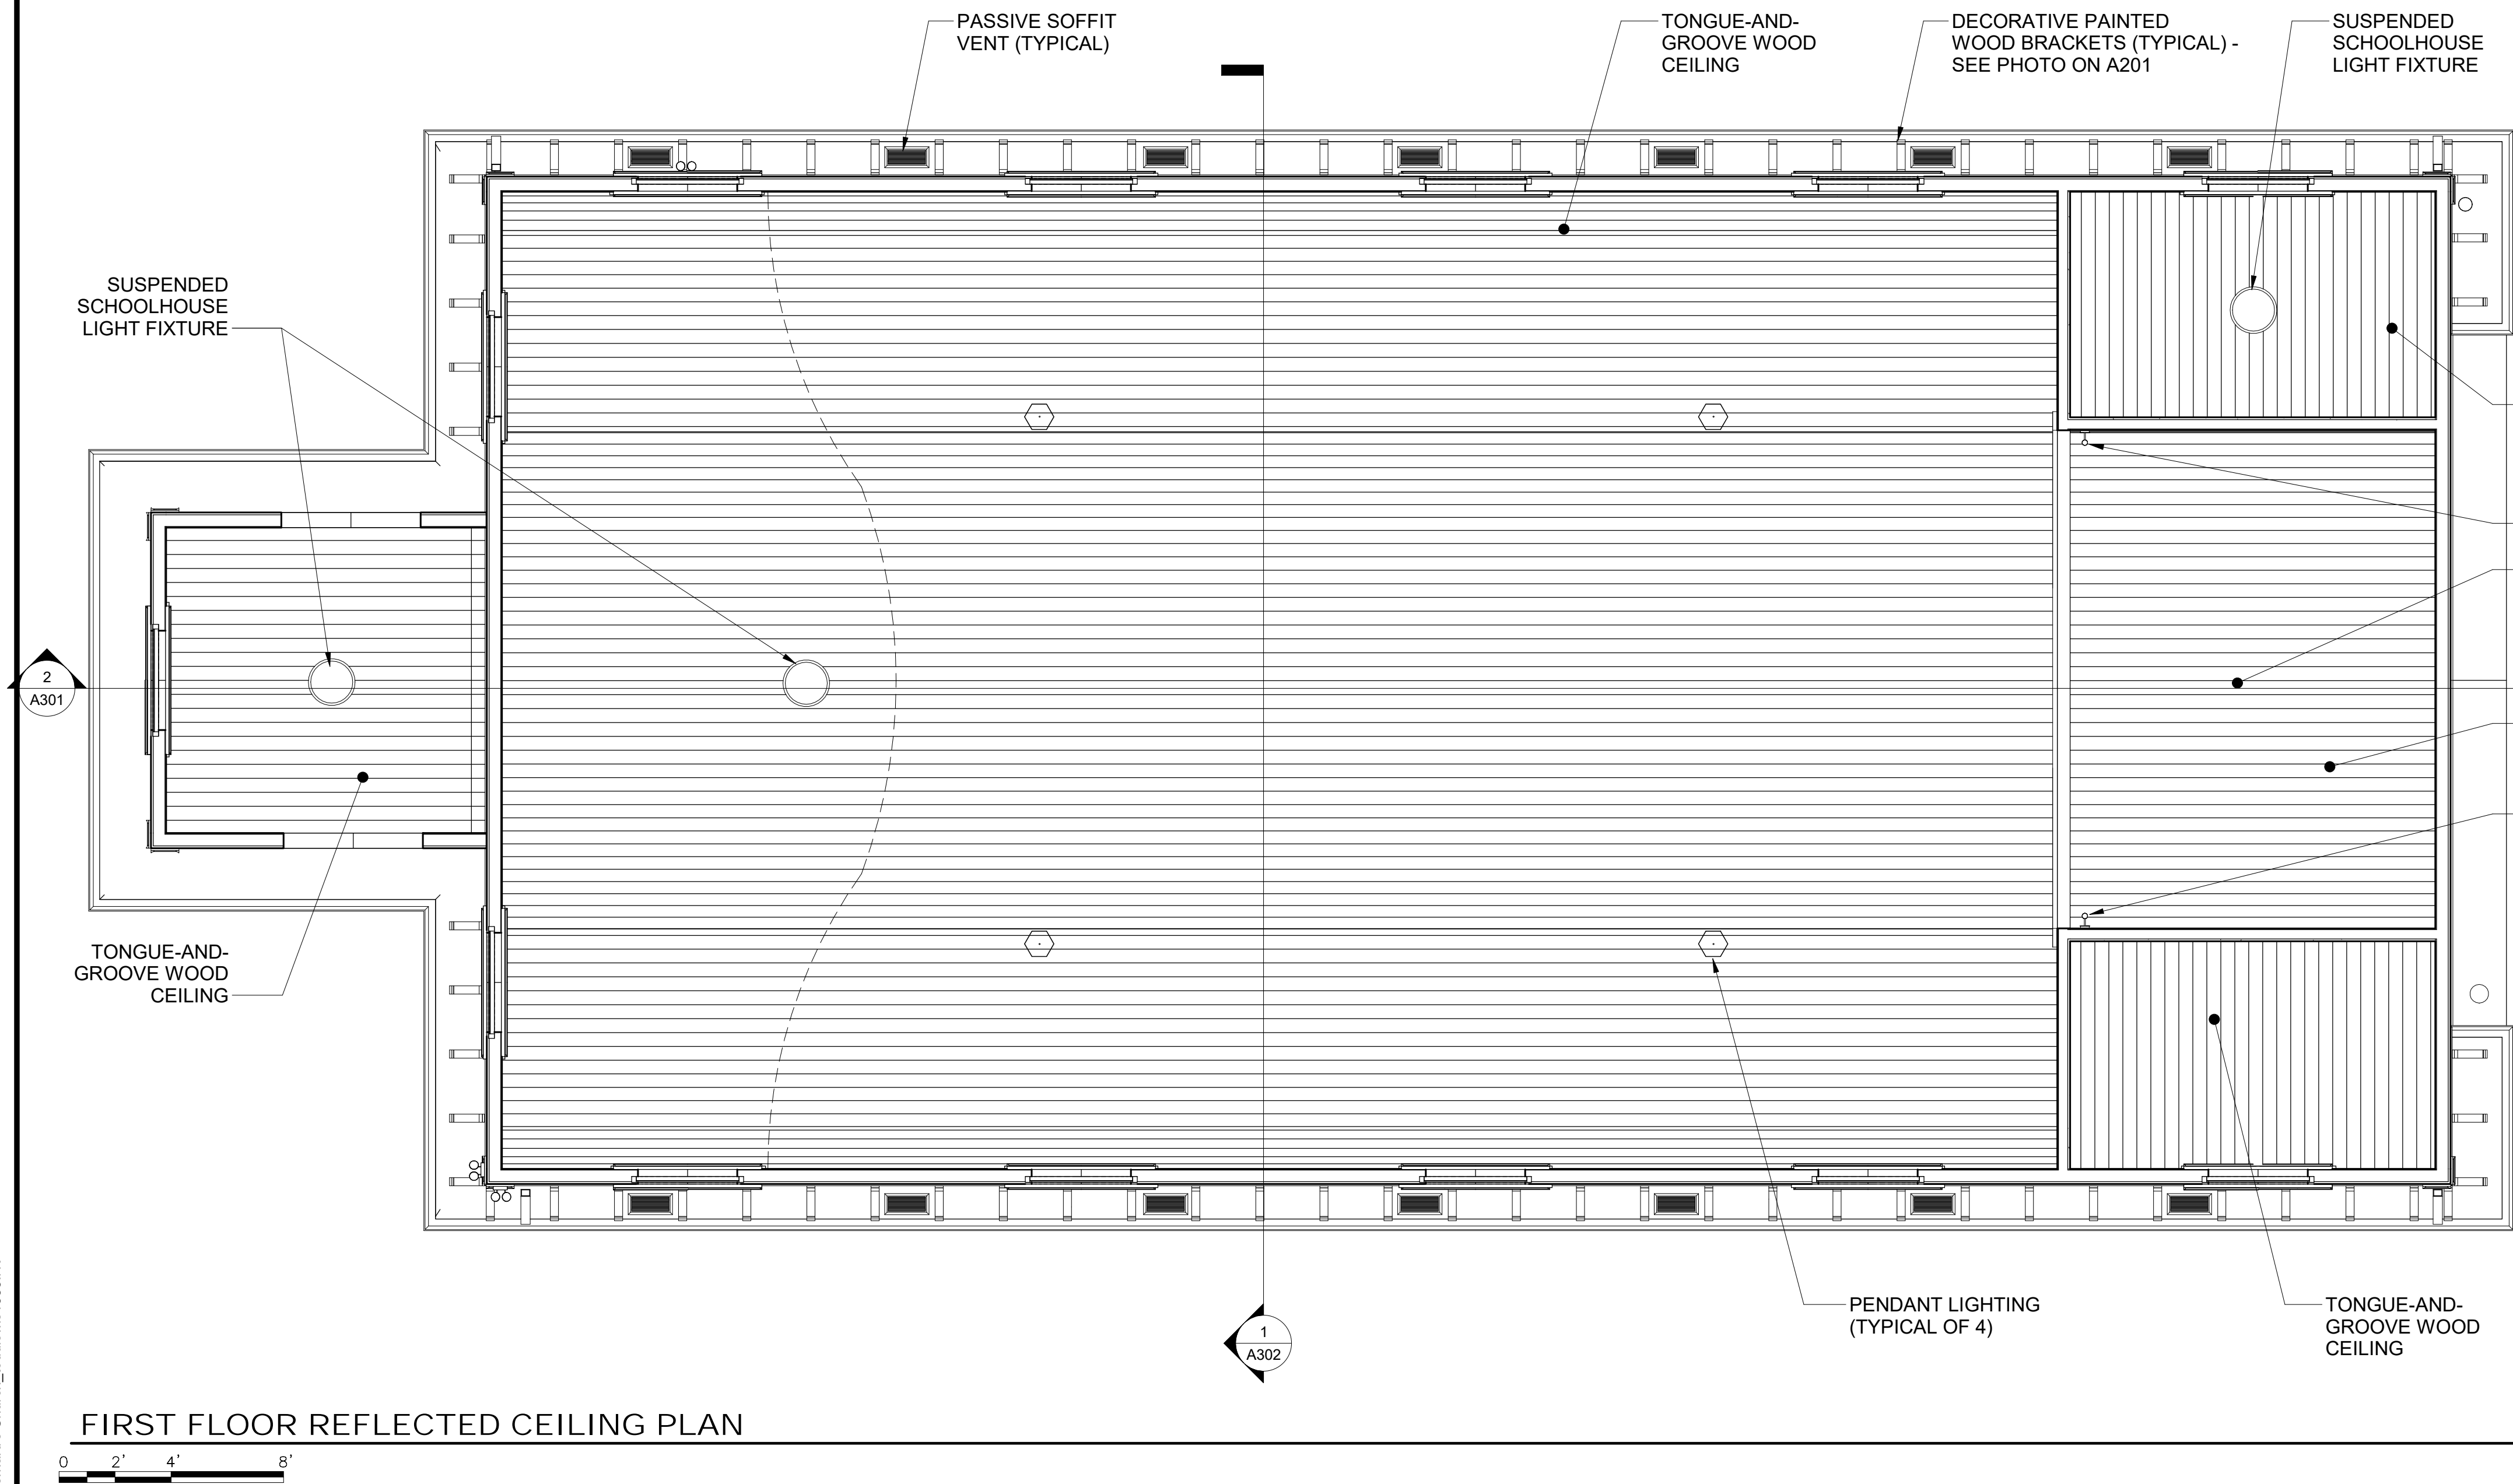 PASSIVE SOFFIT
VENT (TYPICAL)
TONGUE-AND-
GROOVE WOOD
CEILING
DECORATIVE PAINTED
WOOD BRACKETS (TYPICAL) -
SEE PHOTO ON A201
SUSPENDED
SCHOOLHOUSE
LIGHT FIXTURE
SUSPENDED
SCHOOLHOUSE
LIGHT FIXTURE
2
A301
TONGUE-AND-
GROOVE WOOD
CEILING
PENDANT LIGHTING
(TYPICAL OF 4)
TONGUE-AND-
GROOVE WOOD
CEILING
1
A302
FIRST FLOOR REFLECTED CEILING PLAN
0 2' 4' 8'